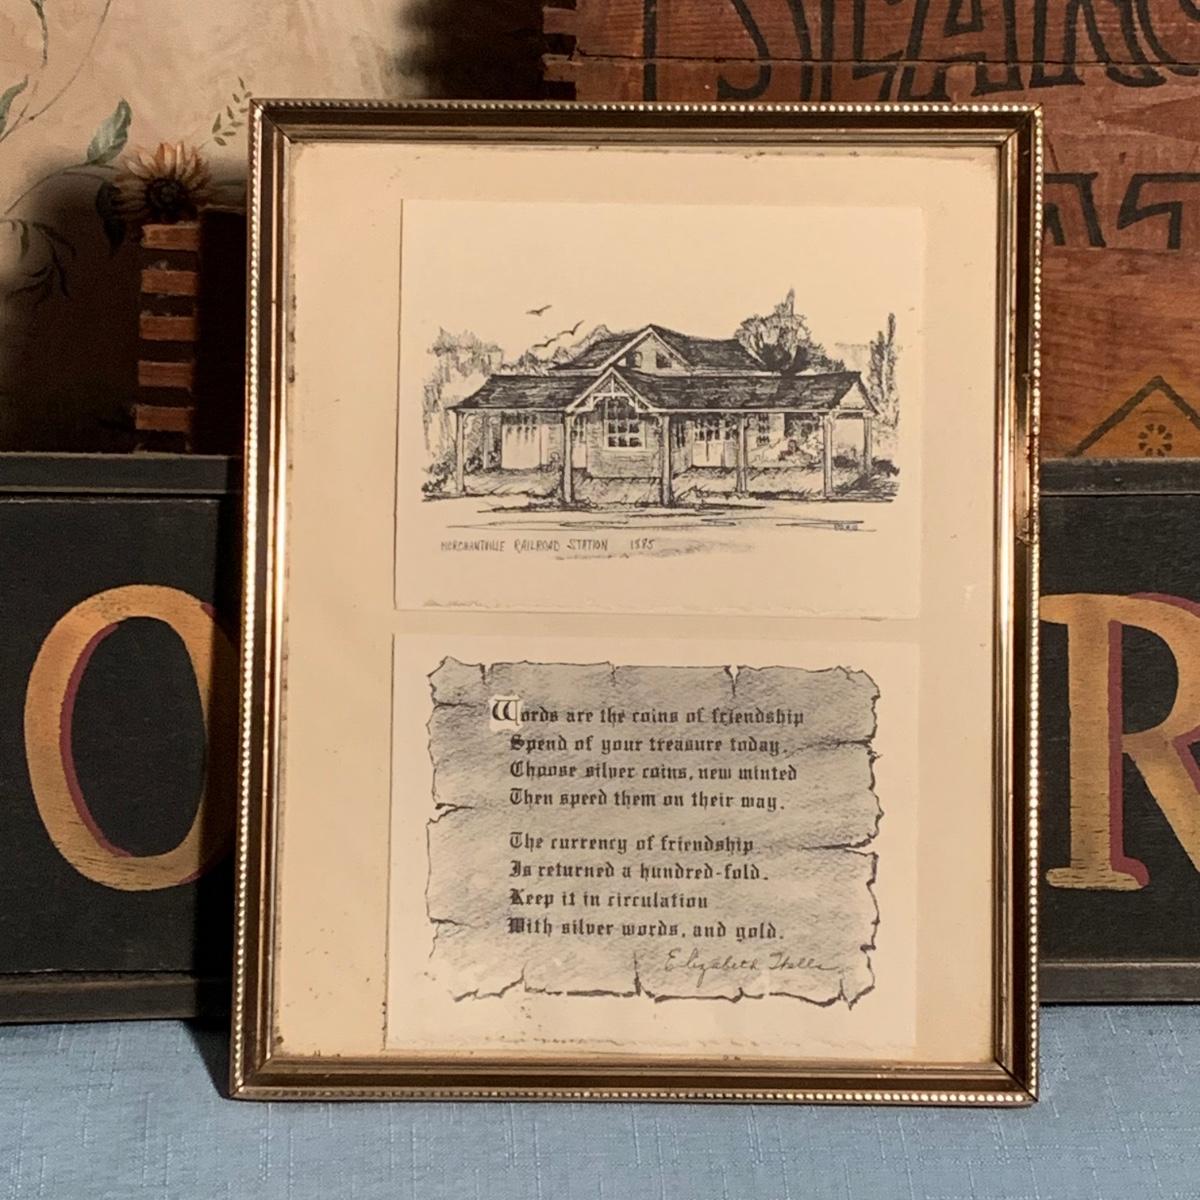 MERCHANTVILLE RAILROAD STATION 1885
Words are the coins of friendship
Spend of your treasure today.
Choose silver coins, new minted
Then speed them on their way.
The currency of friendship
Is returned a hundred-fold.
Keep it in circulation
With silver words, and gold.
Elizabeth Wells
O
R